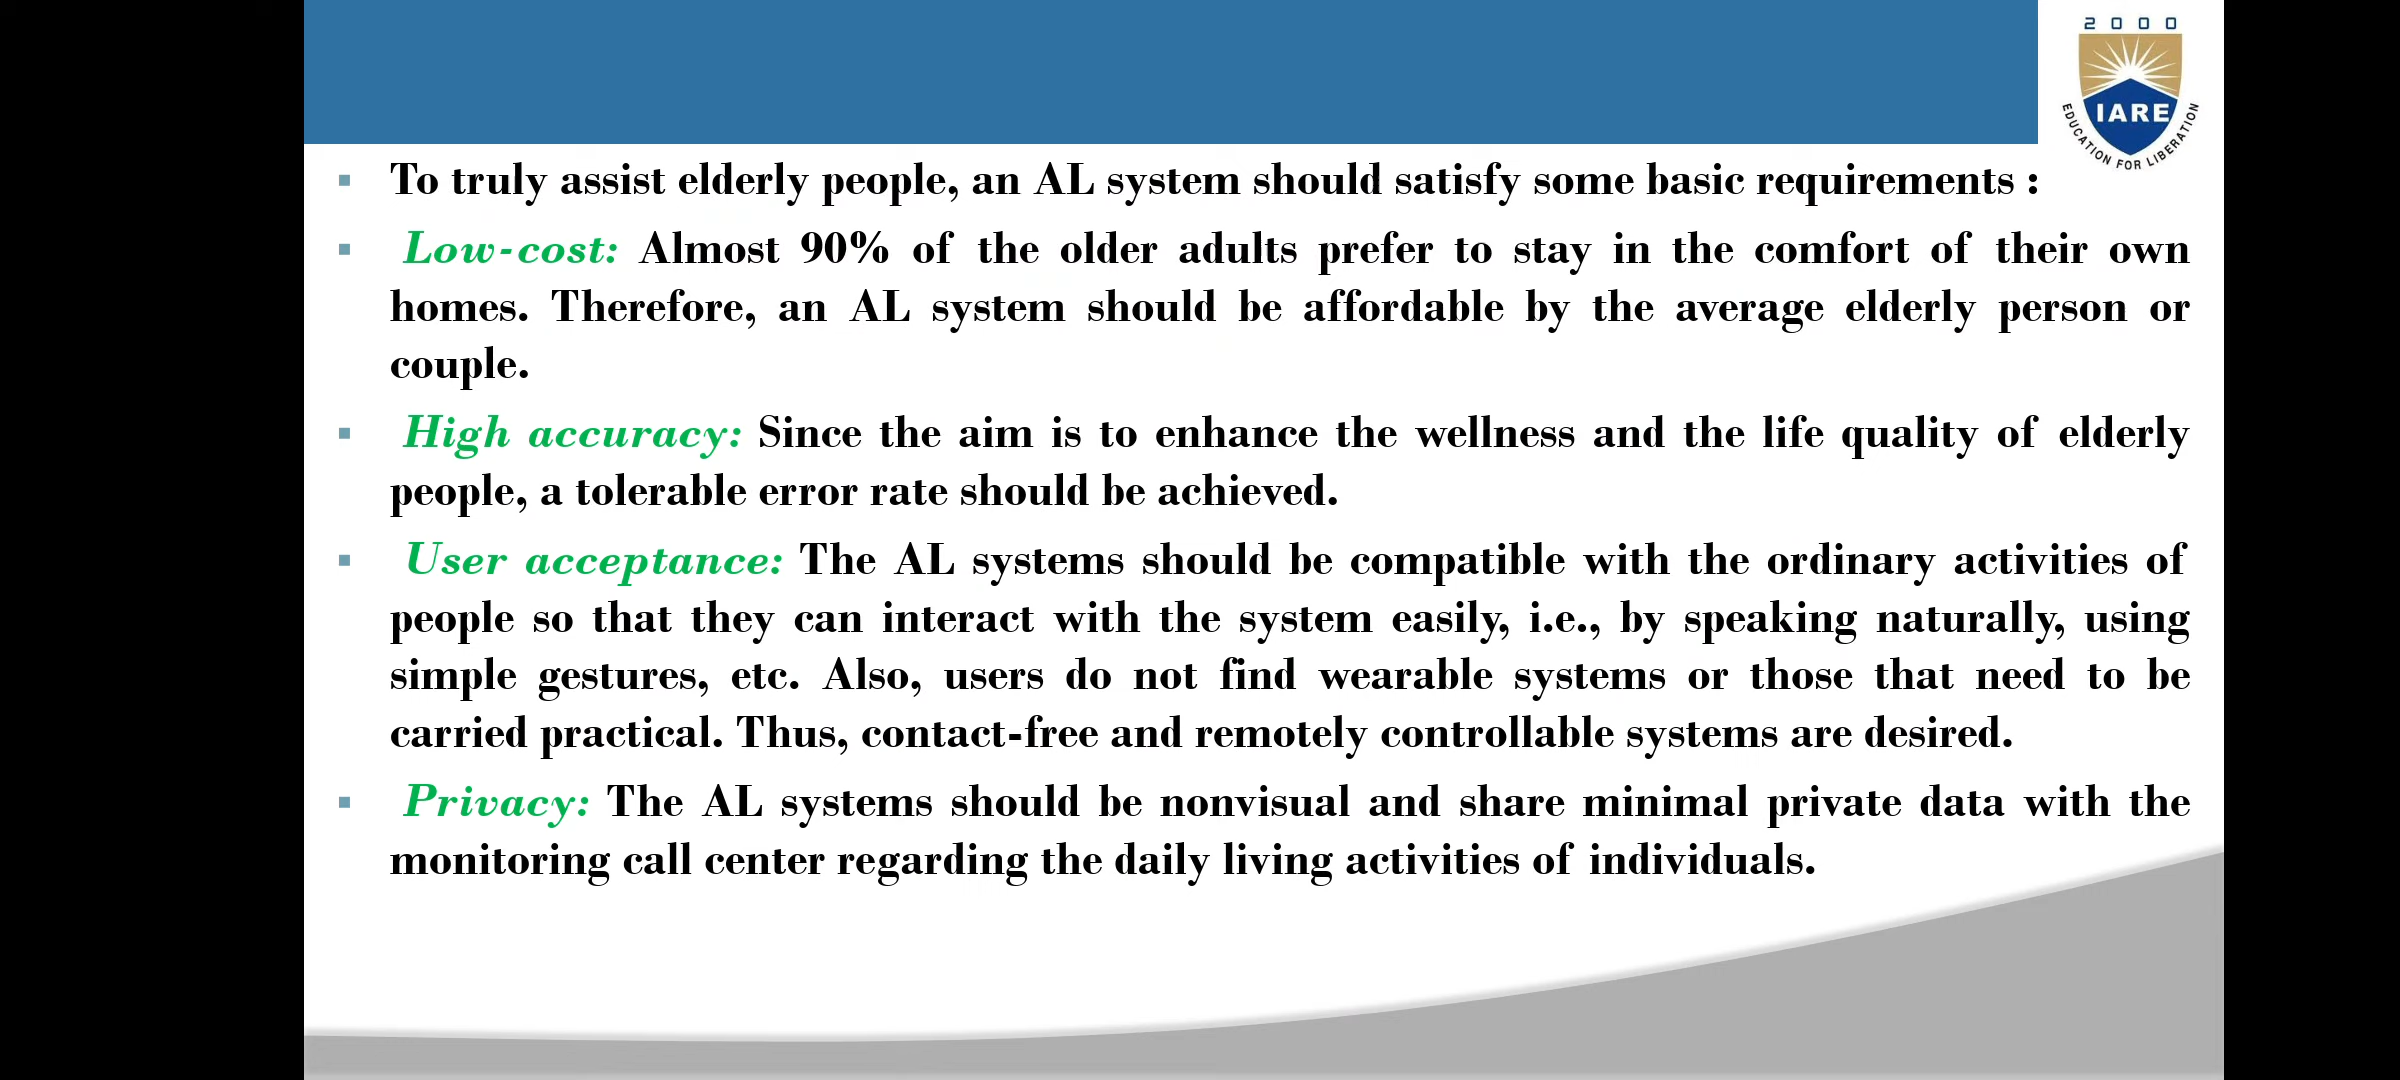 2 0 0 0
IARE
EDUCATION FOR LIBERATION
▪ To truly assist elderly people, an AL system should satisfy some basic requirements :
▪ Low-cost: Almost 90% of the older adults prefer to stay in the comfort of their own
homes. Therefore, an AL system should be affordable by the average elderly person or
couple.
▪ High accuracy: Since the aim is to enhance the wellness and the life quality of elderly
people, a tolerable error rate should be achieved.
▪ User acceptance: The AL systems should be compatible with the ordinary activities of
people so that they can interact with the system easily, i.e., by speaking naturally, using
simple gestures, etc. Also, users do not find wearable systems or those that need to be
carried practical. Thus, contact-free and remotely controllable systems are desired.
▪ Privacy: The AL systems should be nonvisual and share minimal private data with the
monitoring call center regarding the daily living activities of individuals.